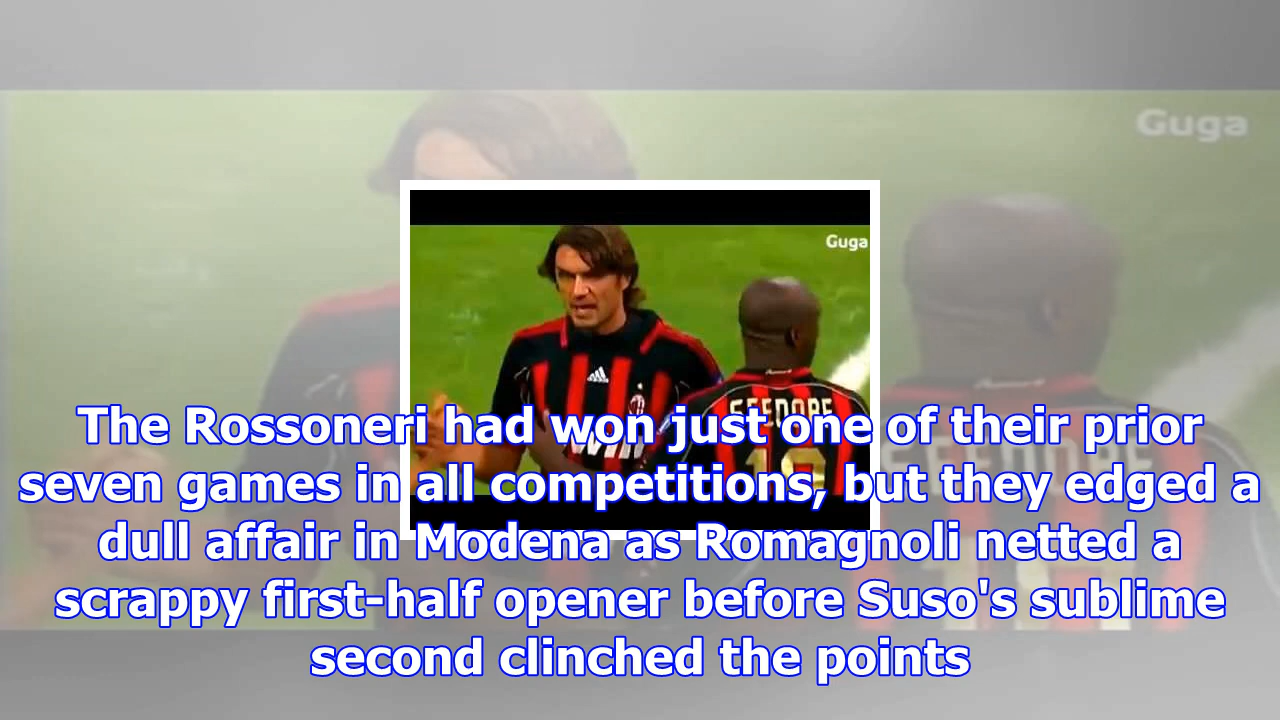 Guga
Guga
SEEDORF
The Rossoneri had won just one of their prior
seven games in all competitions, but they edged a
dull affair in Modena as Romagnoli netted a
scrappy first-half opener before Suso's sublime
second clinched the points